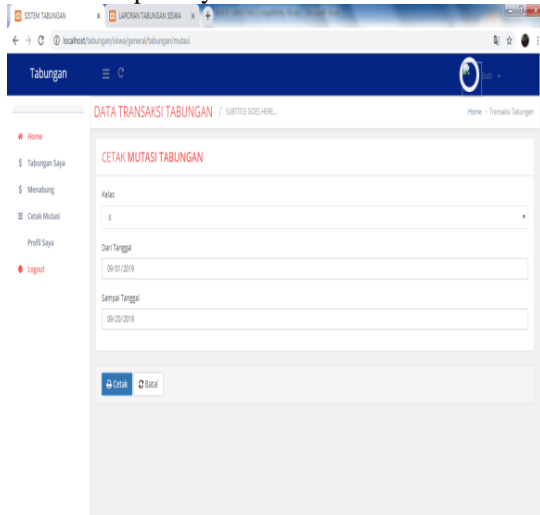 SISTEM TABUNGAN x LAPORAN TABUNGAN SISWA x +
localhost/tabungan/siswa/general/tabungan/mutasi
Tabungan
Budi
DATA TRANSAKSI TABUNGAN / SUBTITLE GOES HERE...
Home > Transaksi Tabungan
Home
$ Tabungan Saya
$ Menabung
Cetak Mutasi
Profil Saya
Logout
CETAK MUTASI TABUNGAN
Kelas
X
Dari Tanggal
09/01/2019
Sampai Tanggal
09/20/2019
Cetak
Batal